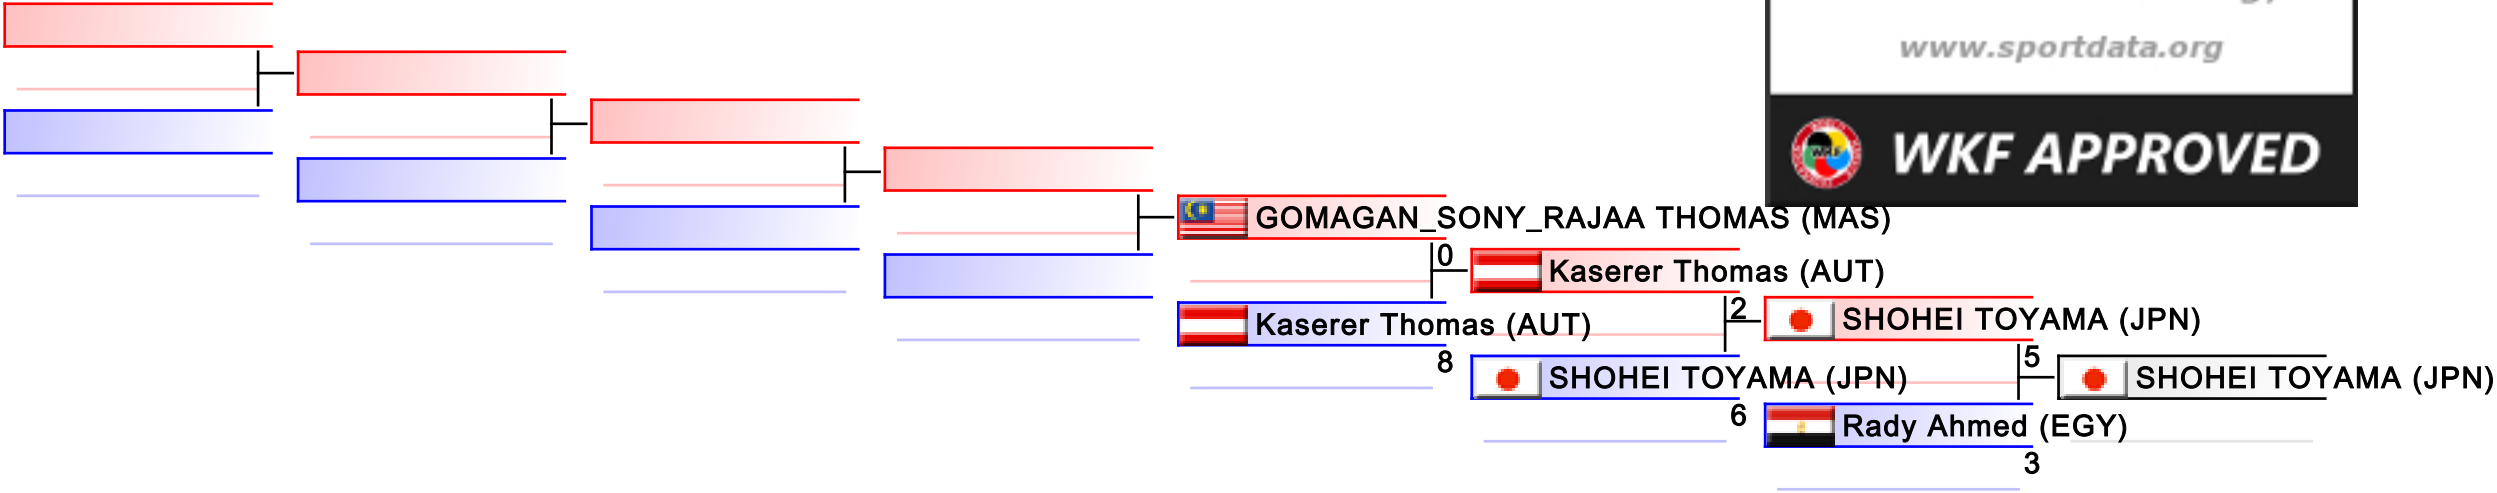 www.sportdata.org
WKF APPROVED
GOMAGAN_SONY_RAJAA THOMAS (MAS)
0
Kaserer Thomas (AUT)
Kaserer Thomas (AUT)
8
2
SHOHEI TOYAMA (JPN)
SHOHEI TOYAMA (JPN)
6
5
SHOHEI TOYAMA (JPN)
Rady Ahmed (EGY)
3